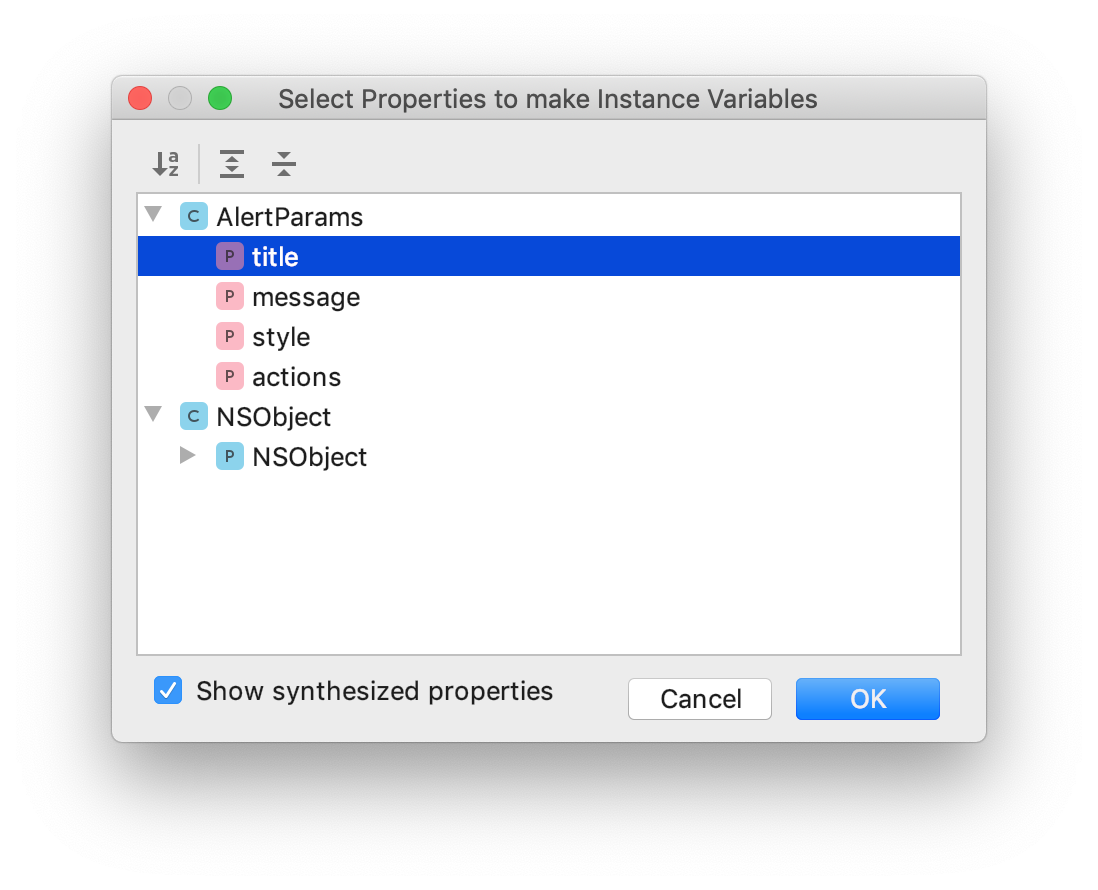 Select Properties to make Instance Variables
a
z
C AlertParams
P title
P message
P style
P actions
C NSObject
P NSObject
Show synthesized properties
Cancel
OK